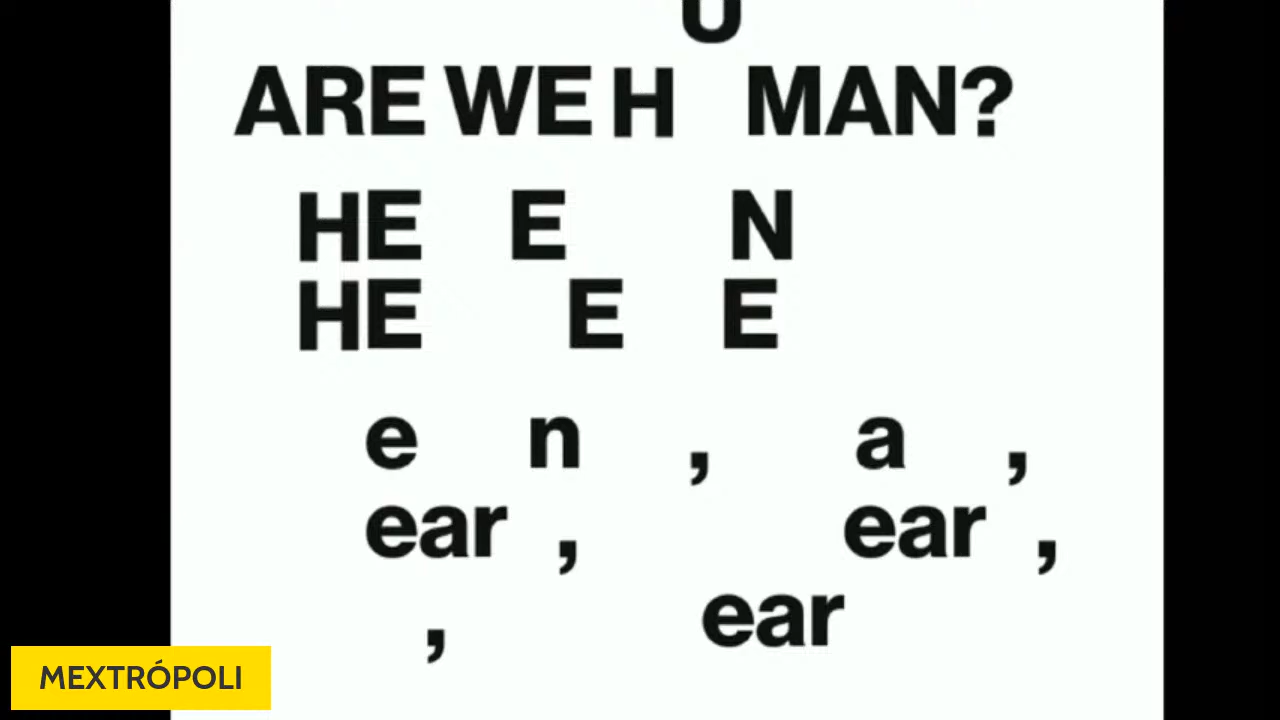 U
ARE WE H MAN?
HE E N
HE E E
e n , a ,
ear , ear ,
, ear
MEXTRÓPOLI